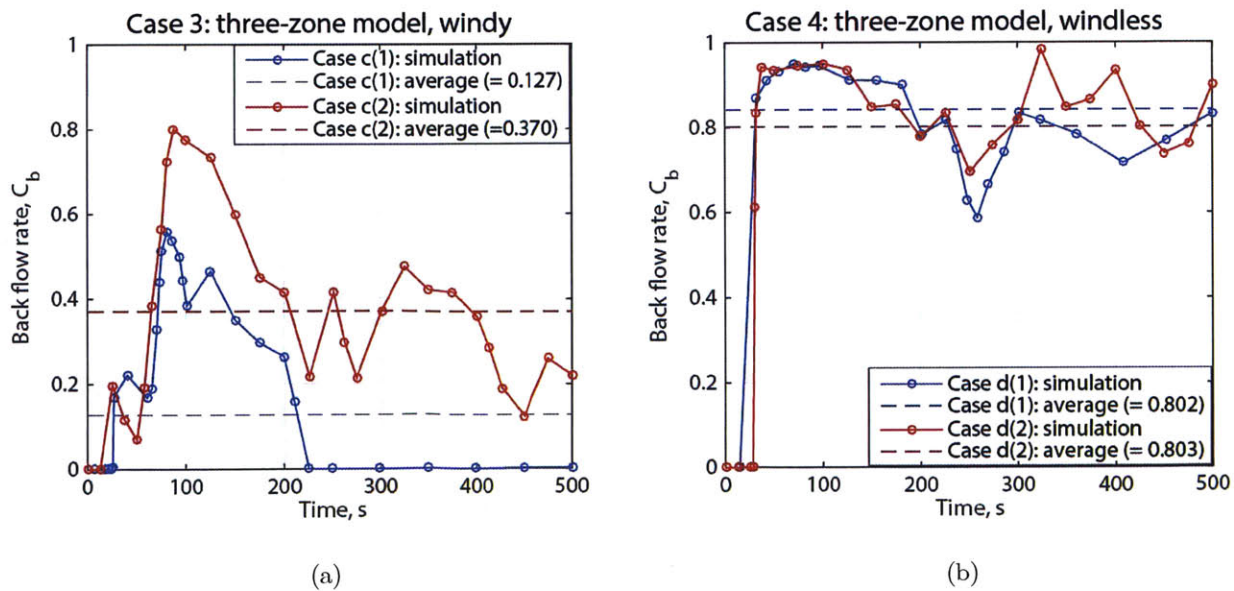 Case 3: three-zone model, windy
Case c(1): simulation
Case c(1): average (= 0.127)
Case c(2): simulation
Case c(2): average (=0.370)
Back flow rate, C_b
1
0.8
0.6
0.4
0.2
0
0 100 200 300 400 500
Time, s
(a)
Case 4: three-zone model, windless
Case d(1): simulation
Case d(1): average (= 0.802)
Case d(2): simulation
Case d(2): average (= 0.803)
Back flow rate, C_b
1
0.8
0.6
0.4
0.2
0
0 100 200 300 400 500
Time, s
(b)